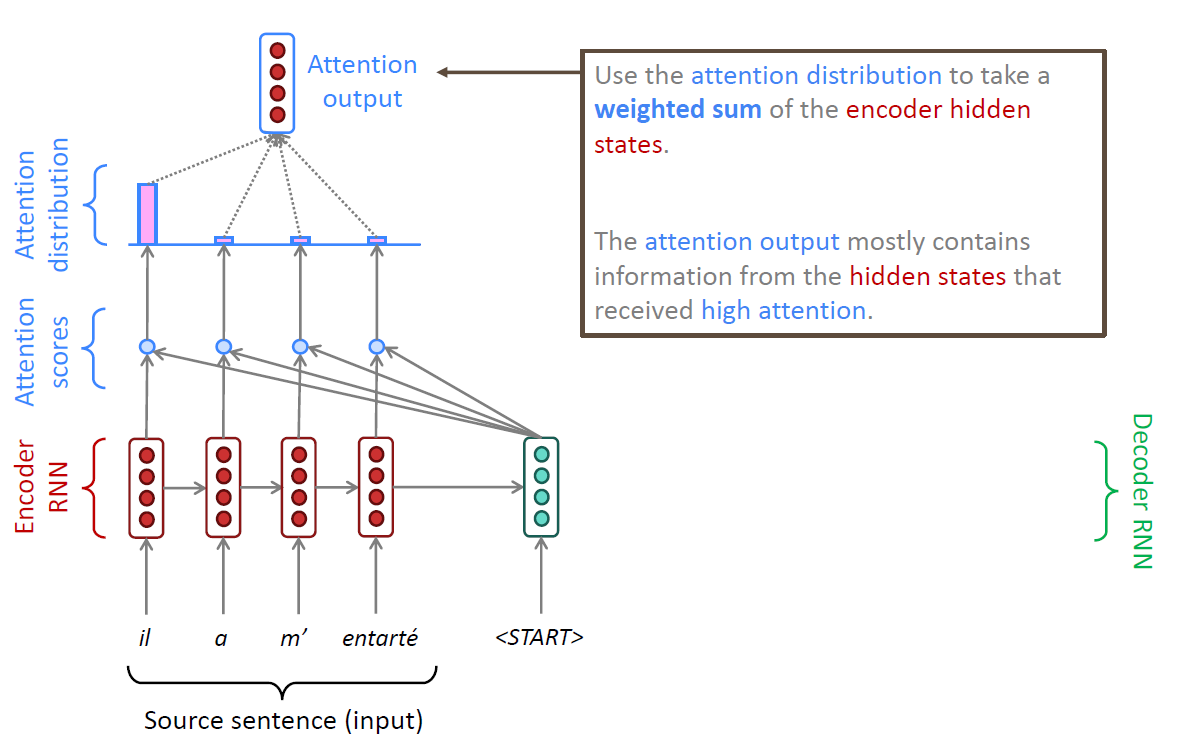 Attention
output
Use the attention distribution to take a
weighted sum of the encoder hidden
states.
The attention output mostly contains
information from the hidden states that
received high attention.
Attention
distribution
Attention
scores
Encoder
RNN
Decoder RNN
il a m’ entarté <START>
Source sentence (input)